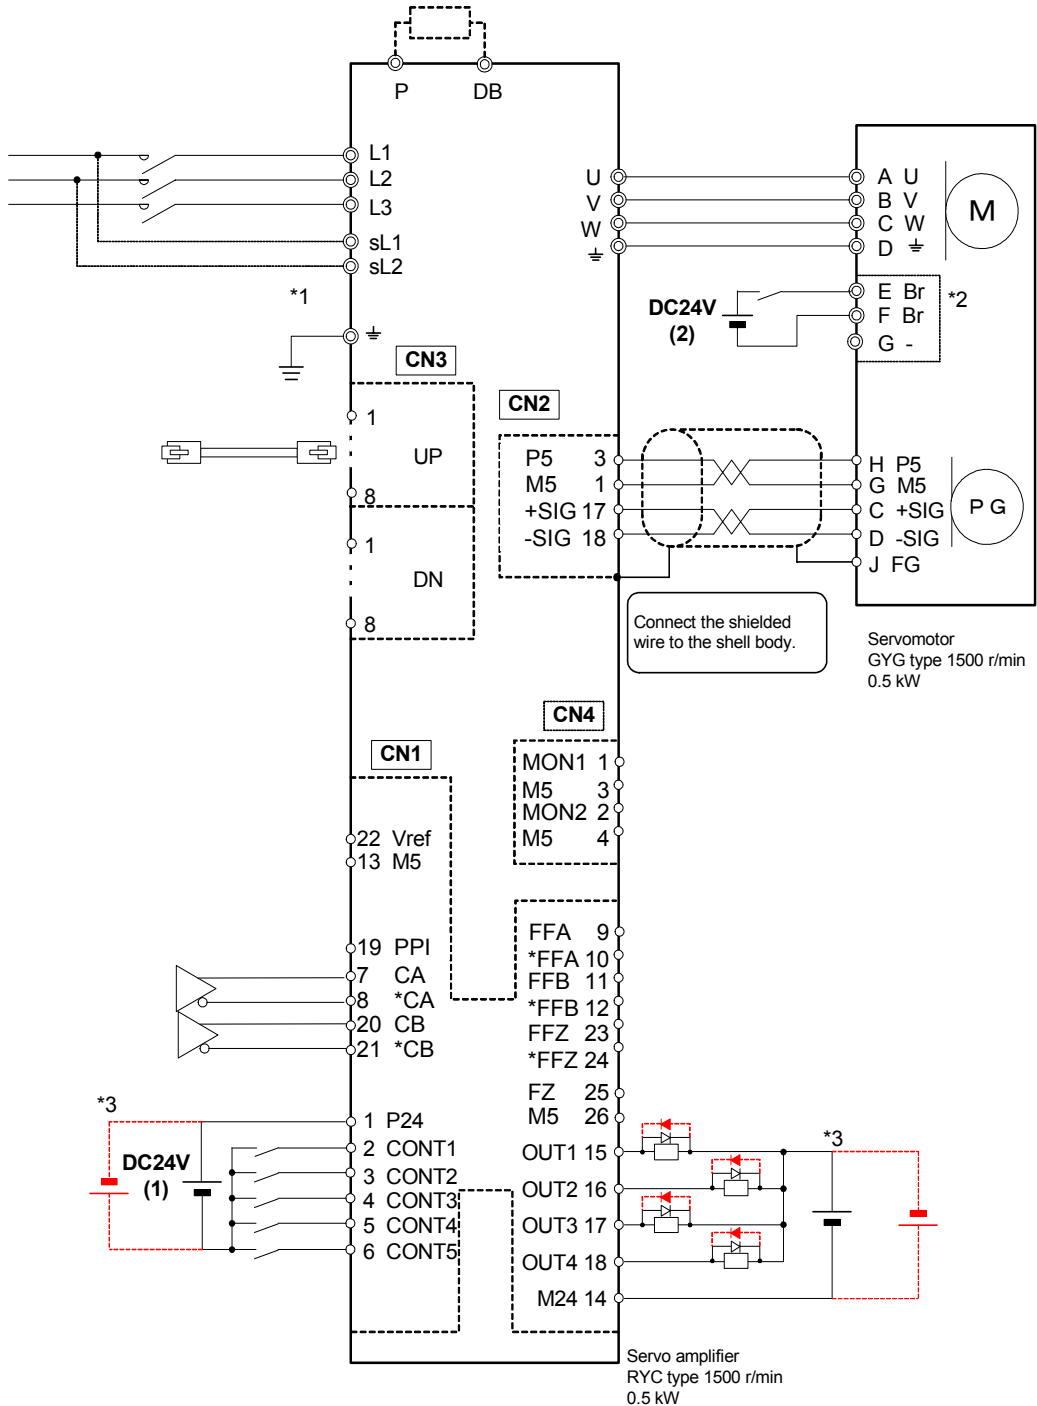 P DB
L1
L2
L3
sL1
sL2
*1
U
V
W
A U
B V
C W
D
M
E Br
F Br
G -
*2
DC24V
(2)
CN3
1
UP
8
1
DN
8
CN2
P5 3
M5 1
+SIG 17
-SIG 18
H P5
G M5
C +SIG
D -SIG
J FG
P G
Connect the shielded
wire to the shell body.
Servomotor
GYG type 1500 r/min
0.5 kW
CN4
MON1 1
M5 3
MON2 2
M5 4
CN1
22 Vref
13 M5
19 PPI
7 CA
8 *CA
20 CB
21 *CB
*3
DC24V
(1)
1 P24
2 CONT1
3 CONT2
4 CONT3
5 CONT4
6 CONT5
FFA 9
*FFA 10
FFB 11
*FFB 12
FFZ 23
*FFZ 24
FZ 25
M5 26
OUT1 15
OUT2 16
OUT3 17
OUT4 18
M24 14
*3
Servo amplifier
RYC type 1500 r/min
0.5 kW